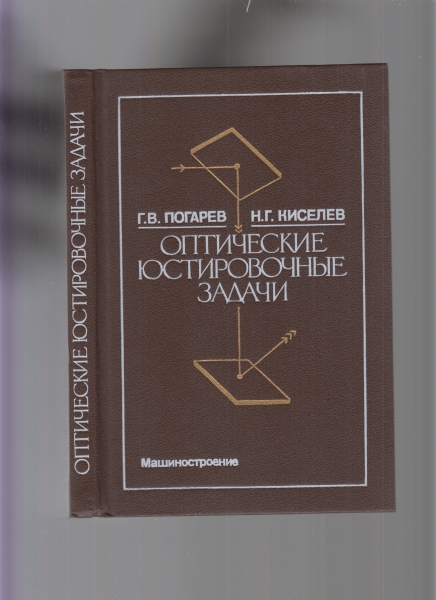 ОПТИЧЕСКИЕ ЮСТИРОВОЧНЫЕ ЗАДАЧИ
Г.В. ПОГАРЕВ Н.Г. КИСЕЛЕВ
ОПТИЧЕСКИЕ
ЮСТИРОВОЧНЫЕ
ЗАДАЧИ
Машиностроение